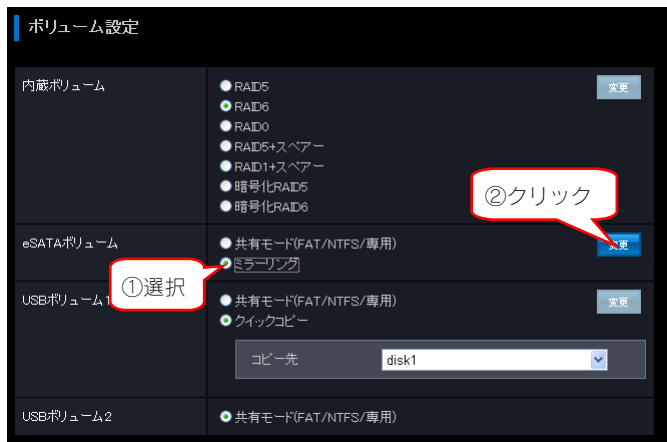 ボリューム設定
内蔵ボリューム
RAID5
変更
RAID6
RAID0
RAID5+スペアー
RAID1+スペアー
暗号化RAID5
暗号化RAID6
②クリック
eSATAボリューム
共有モード(FAT/NTFS/専用)
変更
ミラーリング
①選択
USBボリューム1
共有モード(FAT/NTFS/専用)
変更
クイックコピー
コピー先
disk1
USBボリューム2
共有モード(FAT/NTFS/専用)